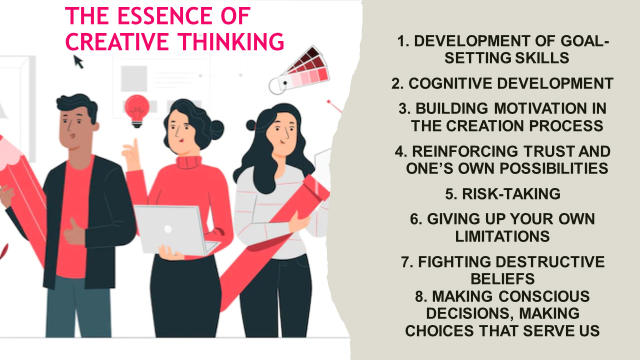 THE ESSENCE OF
CREATIVE THINKING
1. DEVELOPMENT OF GOAL-
SETTING SKILLS
2. COGNITIVE DEVELOPMENT
3. BUILDING MOTIVATION IN
THE CREATION PROCESS
4. REINFORCING TRUST AND
ONE’S OWN POSSIBILITIES
5. RISK-TAKING
6. GIVING UP YOUR OWN
LIMITATIONS
7. FIGHTING DESTRUCTIVE
BELIEFS
8. MAKING CONSCIOUS
DECISIONS, MAKING
CHOICES THAT SERVE US